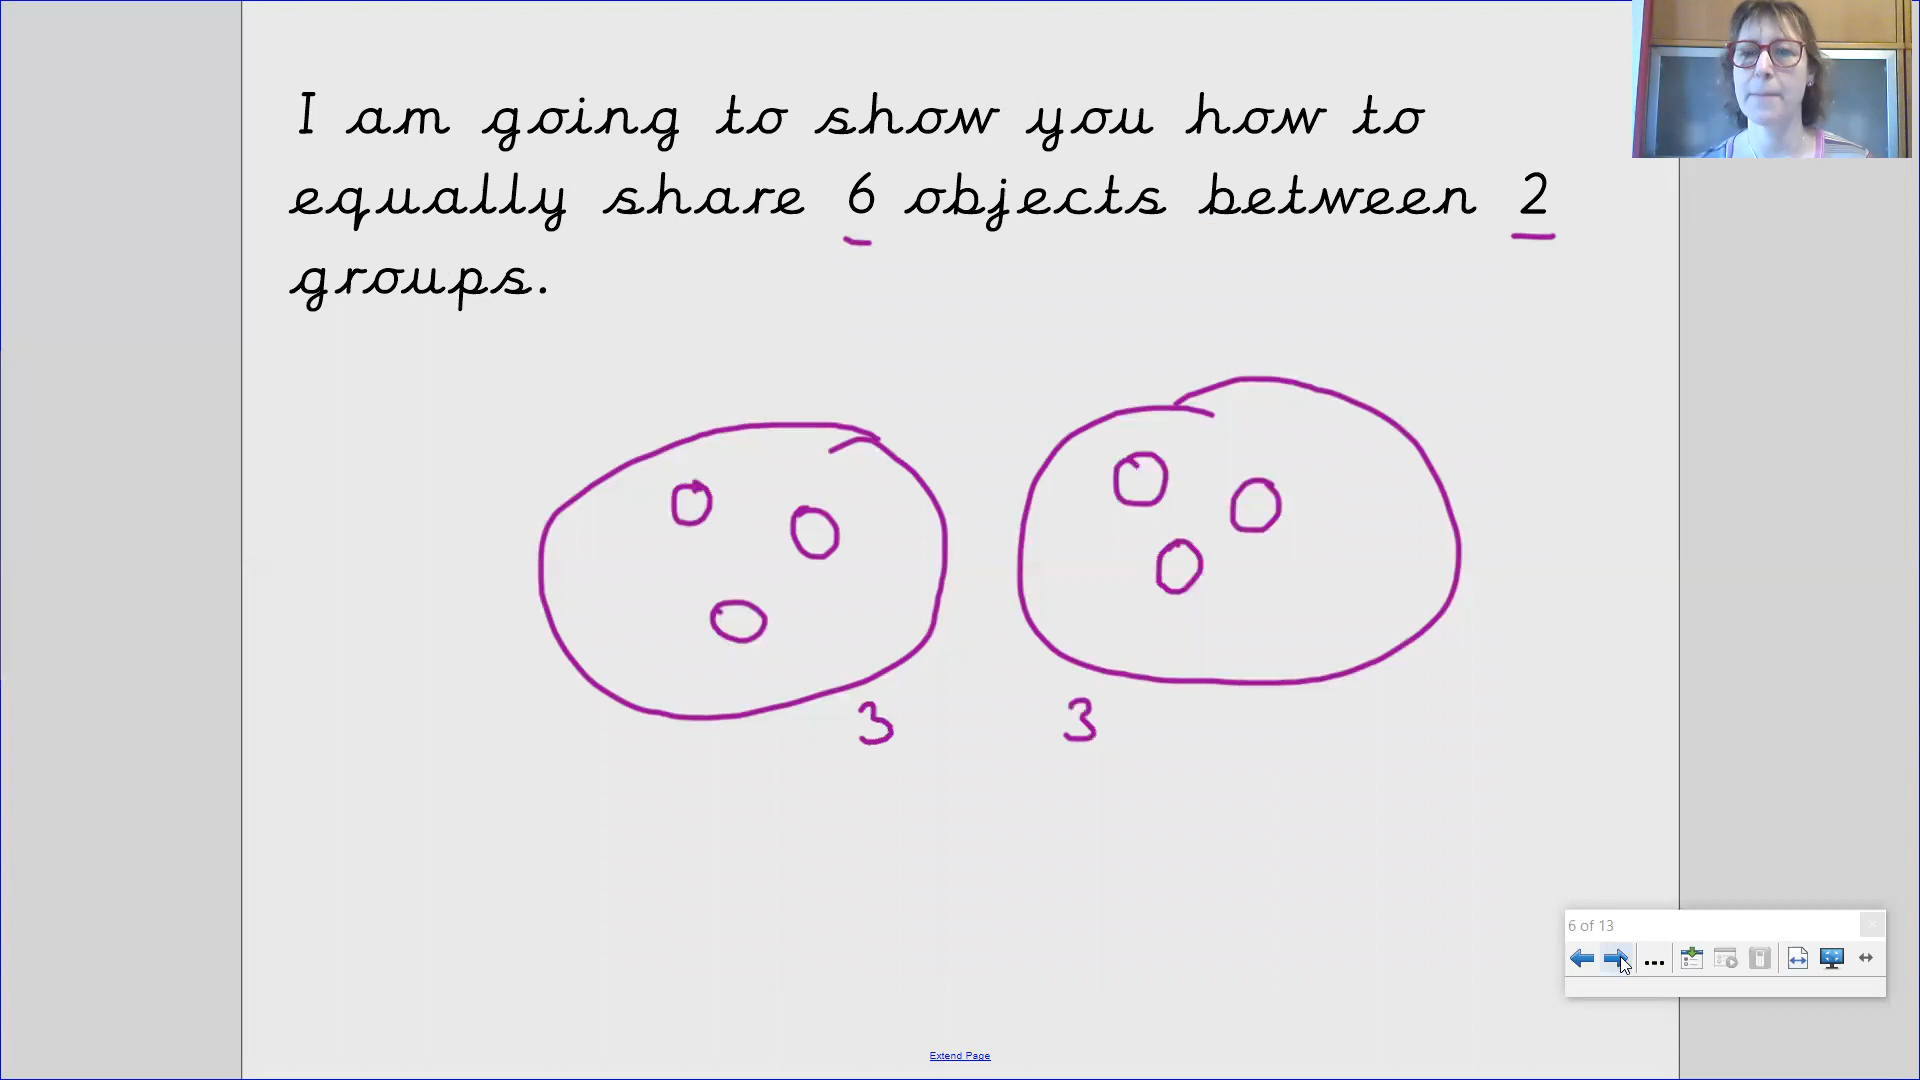 I am going to show you how to
equally share 6 objects between 2
groups.
3 3
6 of 13
...
Extend Page